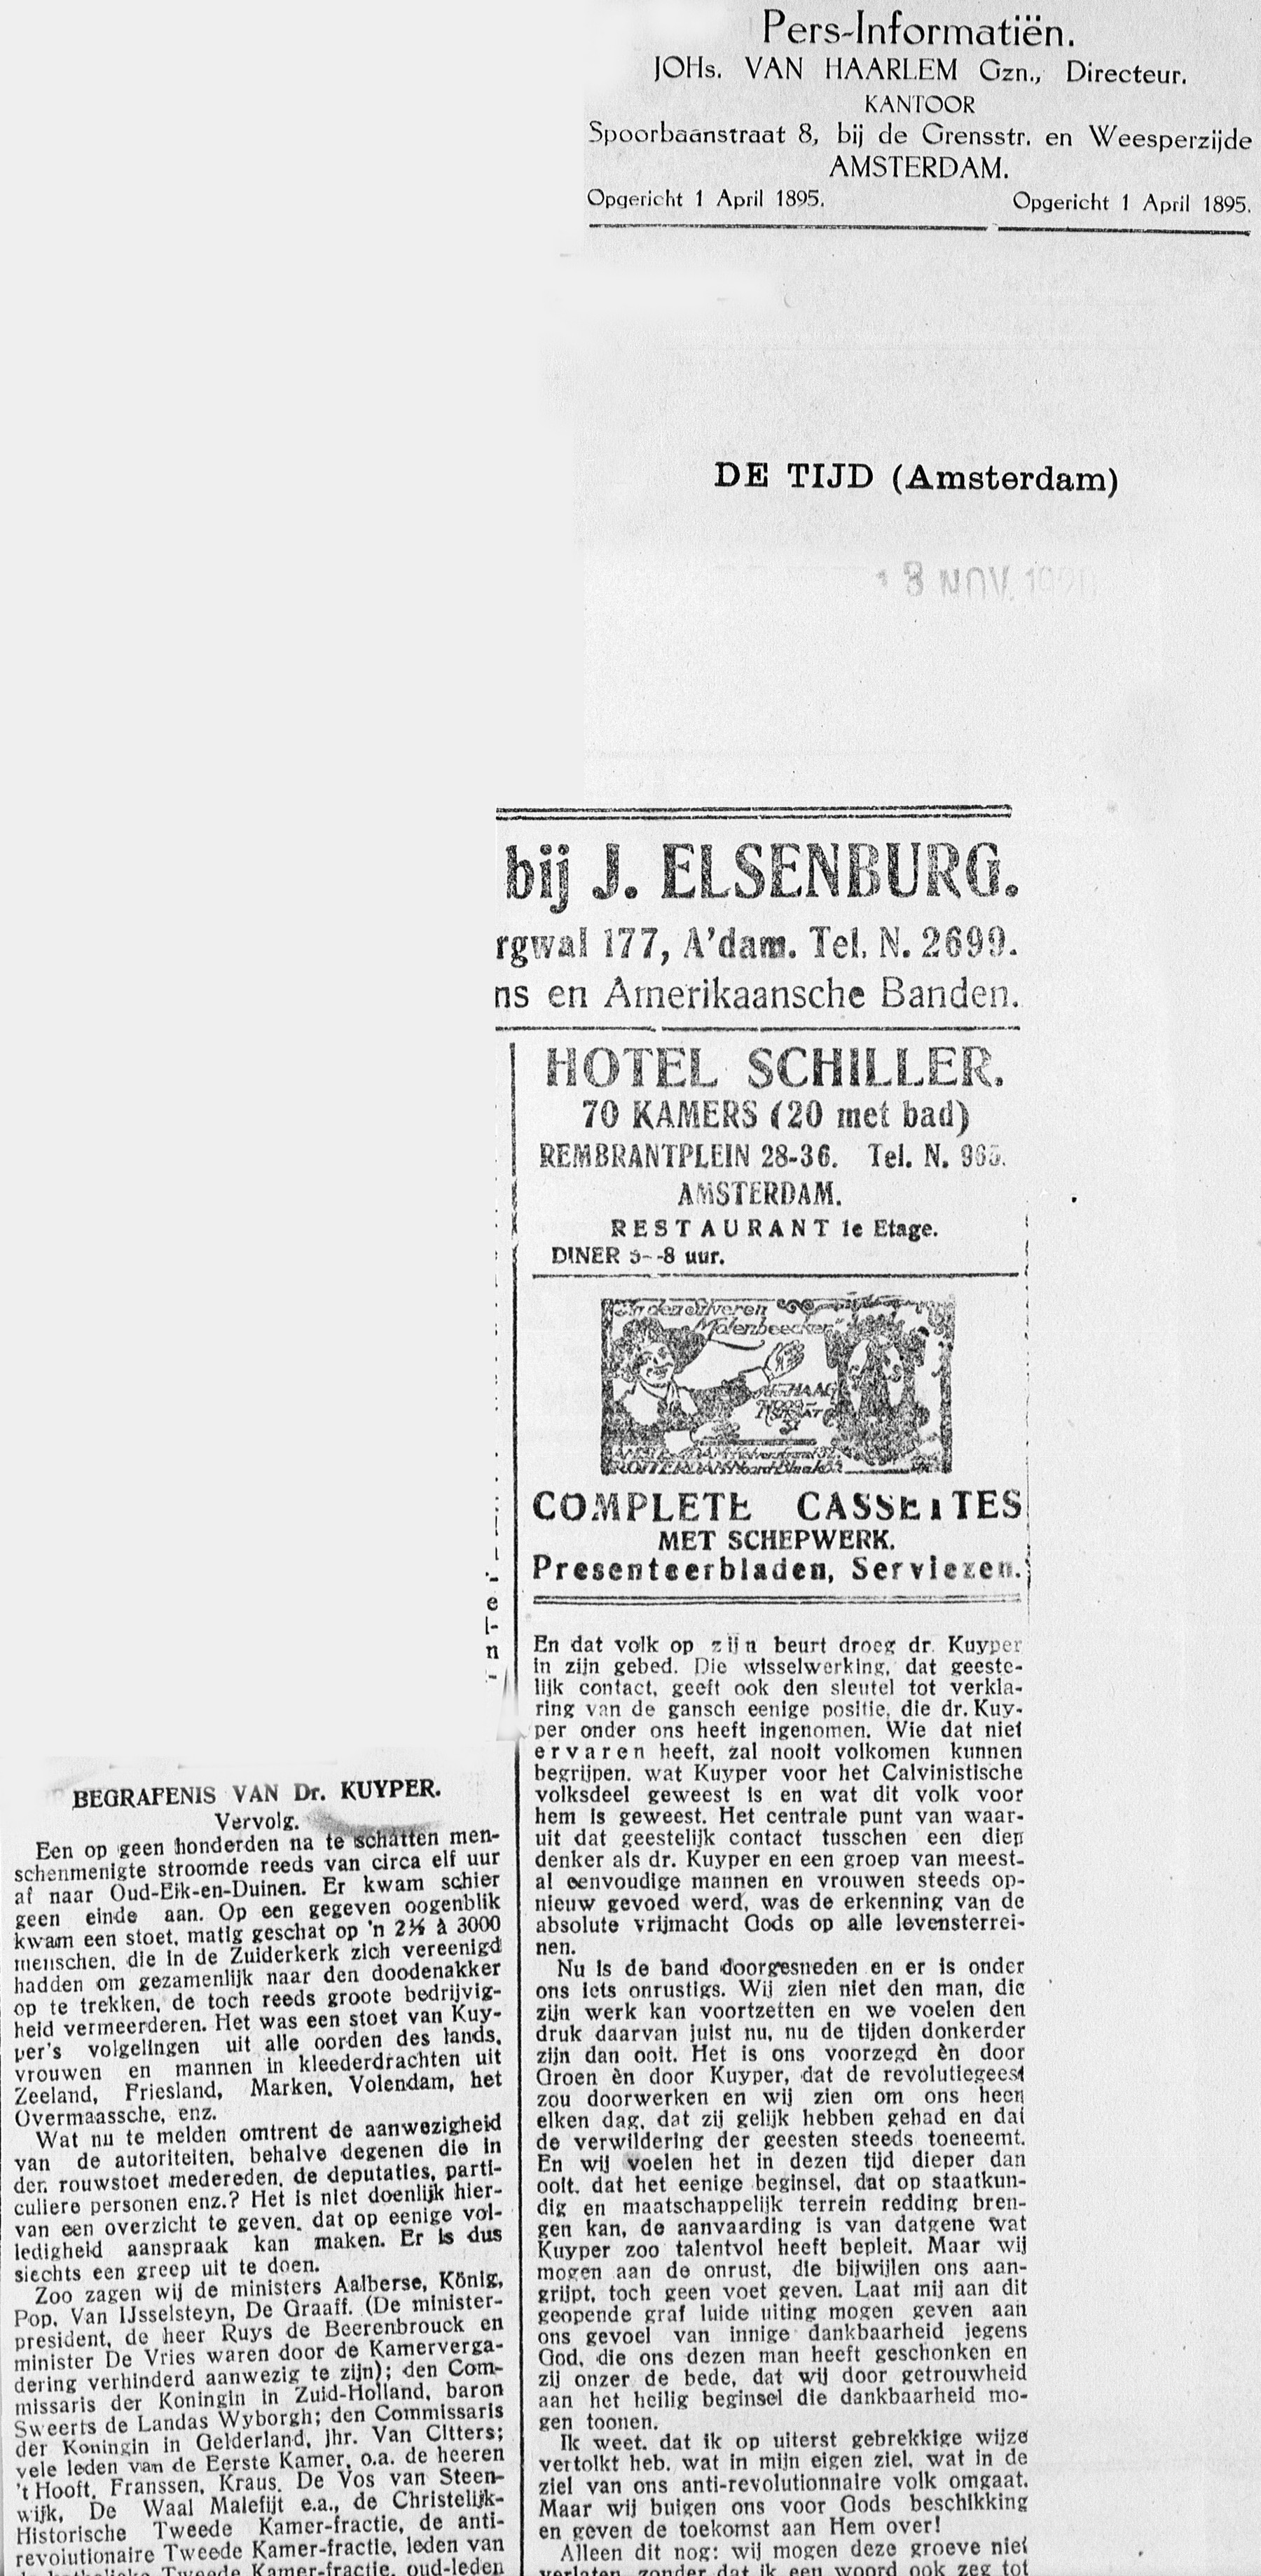 Pers-Informatiën.
JOHs. VAN HAARLEM Gzn., Directeur.
KANTOOR
Spoorbaanstraat 8, bij de Grensstr. en Weesperzijde
AMSTERDAM.
Opgericht 1 April 1895. Opgericht 1 April 1895.
DE TIJD (Amsterdam)
13 NOV. 1920
bij J. ELSENBURG.
rgwal 177, A'dam. Tel. N. 2699.
ns en Amerikaansche Banden.
HOTEL SCHILLER.
70 KAMERS (20 met bad)
REMBRANTPLEIN 28-36. Tel. N. 965.
AMSTERDAM.
RESTAURANT 1e Etage.
DINER 5--8 uur.
Molenbeecker
COMPLETE CASSETTES
MET SCHEPWERK.
Presenteerbladen, Serviezen.
e
l-
n
BEGRAFENIS VAN Dr. KUYPER.
Vervolg.
Een op geen honderden na te schatten men-
schenmenigte stroomde reeds van circa elf uur
af naar Oud-Eik-en-Duinen. Er kwam schier
geen einde aan. Op een gegeven oogenblik
kwam een stoet, matig geschat op 'n 2½ à 3000
menschen, die in de Zuiderkerk zich vereenigd
hadden om gezamenlijk naar den doodenakker
op te trekken, de toch reeds groote bedrijvig-
heid vermeerderen. Het was een stoet van Kuy-
per's volgelingen uit alle oorden des lands,
vrouwen en mannen in kleederdrachten uit
Zeeland, Friesland, Marken, Volendam, het
Overmaassche, enz.
Wat nu te melden omtrent de aanwezigheid
van de autoriteiten, behalve degenen die in
den rouwstoet medereden, de deputaties, parti-
culiere personen enz.? Het is niet doenlijk hier-
van een overzicht te geven, dat op eenige vol-
ledigheid aanspraak kan maken. Er is dus
slechts een greep uit te doen.
Zoo zagen wij de ministers Aalberse, König,
Pop, Van IJsselsteyn, De Graaff. (De minister-
president, de heer Ruys de Beerenbrouck en
minister De Vries waren door de Kamerverga-
dering verhinderd aanwezig te zijn); den Com-
missaris der Koningin in Zuid-Holland, baron
Sweerts de Landas Wyborgh; den Commissaris
der Koningin in Gelderland, jhr. Van Citters;
vele leden van de Eerste Kamer, o.a. de heeren
't Hooft, Franssen, Kraus, De Vos van Steen-
wijk, De Waal Malefijt e.a., de Christelijk-
Historische Tweede Kamer-fractie, de anti-
revolutionaire Tweede Kamer-fractie, leden van
de katholieke Tweede Kamer-fractie, oud-leden
En dat volk op zijn beurt droeg dr. Kuyper
in zijn gebed. Die wisselwerking, dat geeste-
lijk contact, geeft ook den sleutel tot verkla-
ring van de gansch eenige positie, die dr. Kuy-
per onder ons heeft ingenomen. Wie dat niet
ervaren heeft, zal nooit volkomen kunnen
begrijpen, wat Kuyper voor het Calvinistische
volksdeel geweest is en wat dit volk voor
hem is geweest. Het centrale punt van waar-
uit dat geestelijk contact tusschen een diep
denker als dr. Kuyper en een groep van meest-
al eenvoudige mannen en vrouwen steeds op-
nieuw gevoed werd, was de erkenning van de
absolute vrijmacht Gods op alle levensterrei-
nen.
Nu is de band doorgesneden en er is onder
ons iets onrustigs. Wij zien niet den man, die
zijn werk kan voortzetten en we voelen den
druk daarvan juist nu, nu de tijden donkerder
zijn dan ooit. Het is ons voorzegd èn door
Groen èn door Kuyper, dat de revolutiegeest
zou doorwerken en wij zien om ons heen
elken dag, dat zij gelijk hebben gehad en dat
de verwildering der geesten steeds toeneemt.
En wij voelen het in dezen tijd dieper dan
ooit, dat het eenige beginsel, dat op staatkun-
dig en maatschappelijk terrein redding bren-
gen kan, de aanvaarding is van datgene wat
Kuyper zoo talentvol heeft bepleit. Maar wij
mogen aan de onrust, die bijwijlen ons aan-
grijpt, toch geen voet geven. Laat mij aan dit
geopende graf luide uiting mogen geven aan
ons gevoel van innige dankbaarheid jegens
God, die ons dezen man heeft geschonken en
zij onzer de bede, dat wij door getrouwheid
aan het heilig beginsel die dankbaarheid mo-
gen toonen.
Ik weet, dat ik op uiterst gebrekkige wijze
vertolkt heb, wat in mijn eigen ziel, wat in de
ziel van ons anti-revolutionnaire volk omgaat.
Maar wij buigen ons voor Gods beschikking
en geven de toekomst aan Hem over!
Alleen dit nog: wij mogen deze groeve niet
verlaten, zonder dat ik een woord ook zeg tot